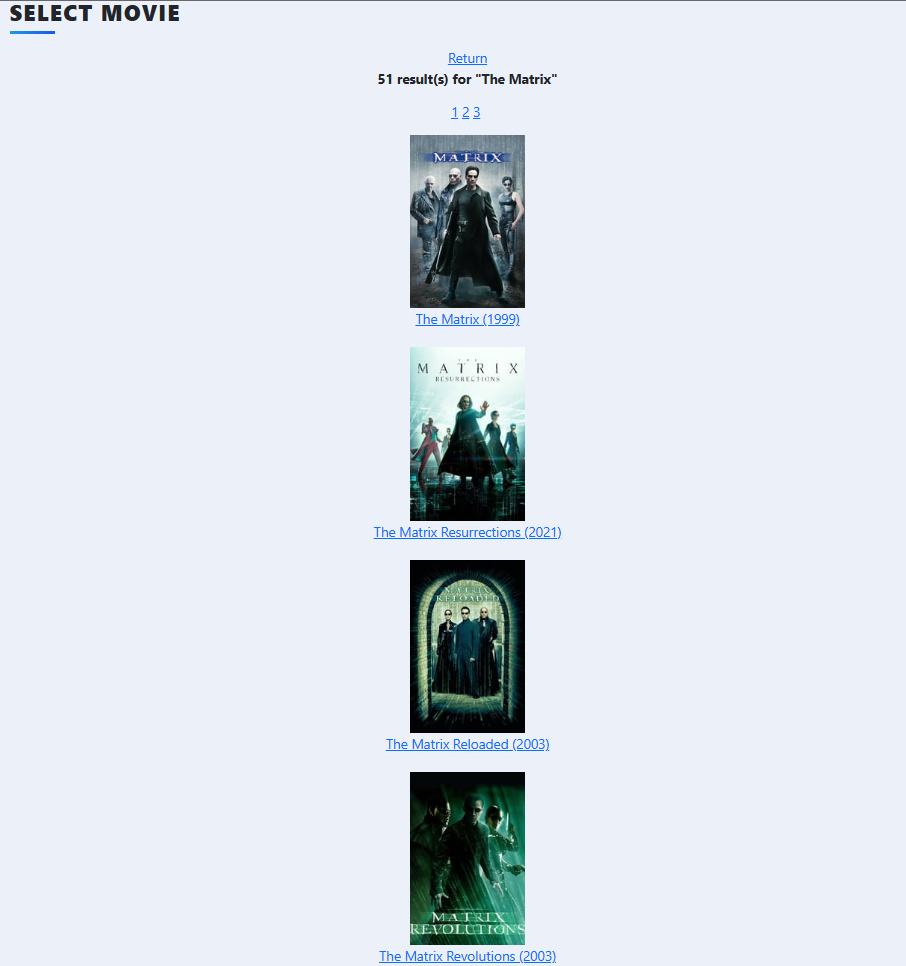 SELECT MOVIE
Return
51 result(s) for "The Matrix"
1 2 3
MATRIX
The Matrix (1999)
THE
MATRIX
RESURRECTIONS
The Matrix Resurrections (2021)
MATRIX
RELOADED
The Matrix Reloaded (2003)
MATRIX
REVOLUTIONS
The Matrix Revolutions (2003)